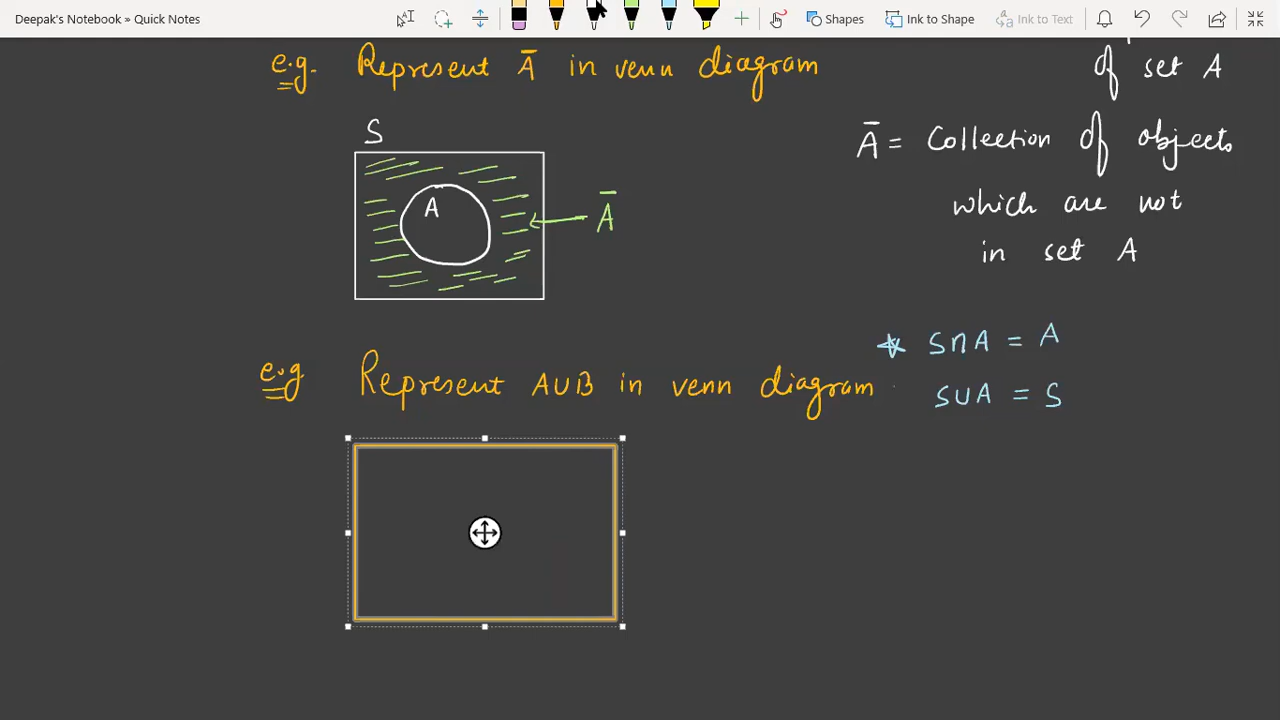 Deepak's Notebook » Quick Notes
Shapes
Ink to Shape
Ink to Text
e.g. Represent Ā in venn diagram
of set A
S
A
Ā
Ā = Collection of objects
which are not
in set A
* S∩A = A
S∪A = S
e.g Represent A∪B in venn diagram